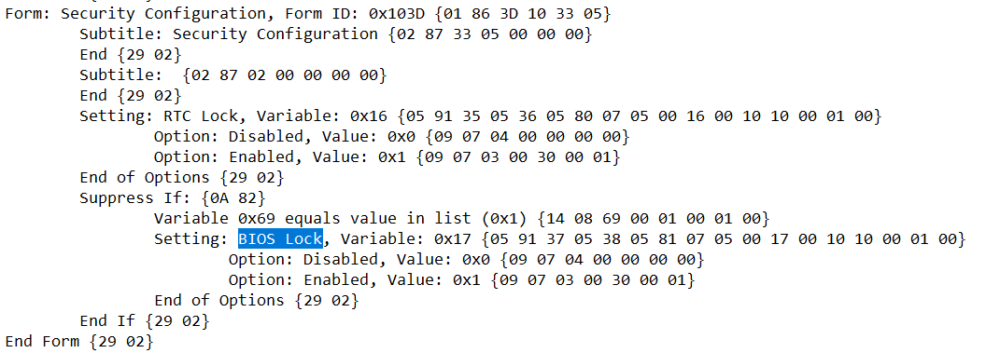 Form: Security Configuration, Form ID: 0x103D {01 86 3D 10 33 05}
Subtitle: Security Configuration {02 87 33 05 00 00 00}
End {29 02}
Subtitle:  {02 87 02 00 00 00 00}
End {29 02}
Setting: RTC Lock, Variable: 0x16 {05 91 35 05 36 05 80 07 05 00 16 00 10 10 00 01 00}
Option: Disabled, Value: 0x0 {09 07 04 00 00 00 00}
Option: Enabled, Value: 0x1 {09 07 03 00 30 00 01}
End of Options {29 02}
Suppress If: {0A 82}
Variable 0x69 equals value in list (0x1) {14 08 69 00 01 00 01 00}
Setting: BIOS Lock, Variable: 0x17 {05 91 37 05 38 05 81 07 05 00 17 00 10 10 00 01 00}
Option: Disabled, Value: 0x0 {09 07 04 00 00 00 00}
Option: Enabled, Value: 0x1 {09 07 03 00 30 00 01}
End of Options {29 02}
End If {29 02}
End Form {29 02}